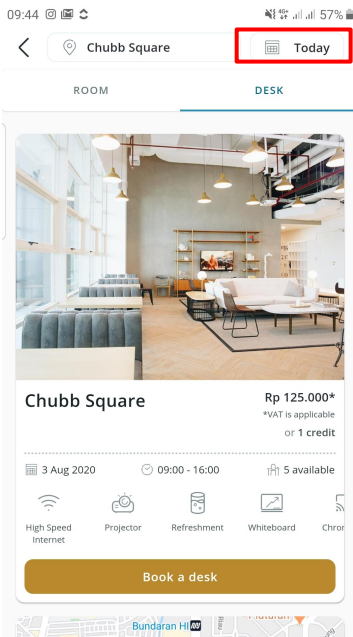 09:44 4G+ 57%
Chubb Square Today
ROOM DESK
Chubb Square Rp 125.000*
*VAT is applicable
or 1 credit
3 Aug 2020 09:00 - 16:00 5 available
High Speed Internet
Projector
Refreshment
Whiteboard
Chror
Book a desk
Bundaran HI